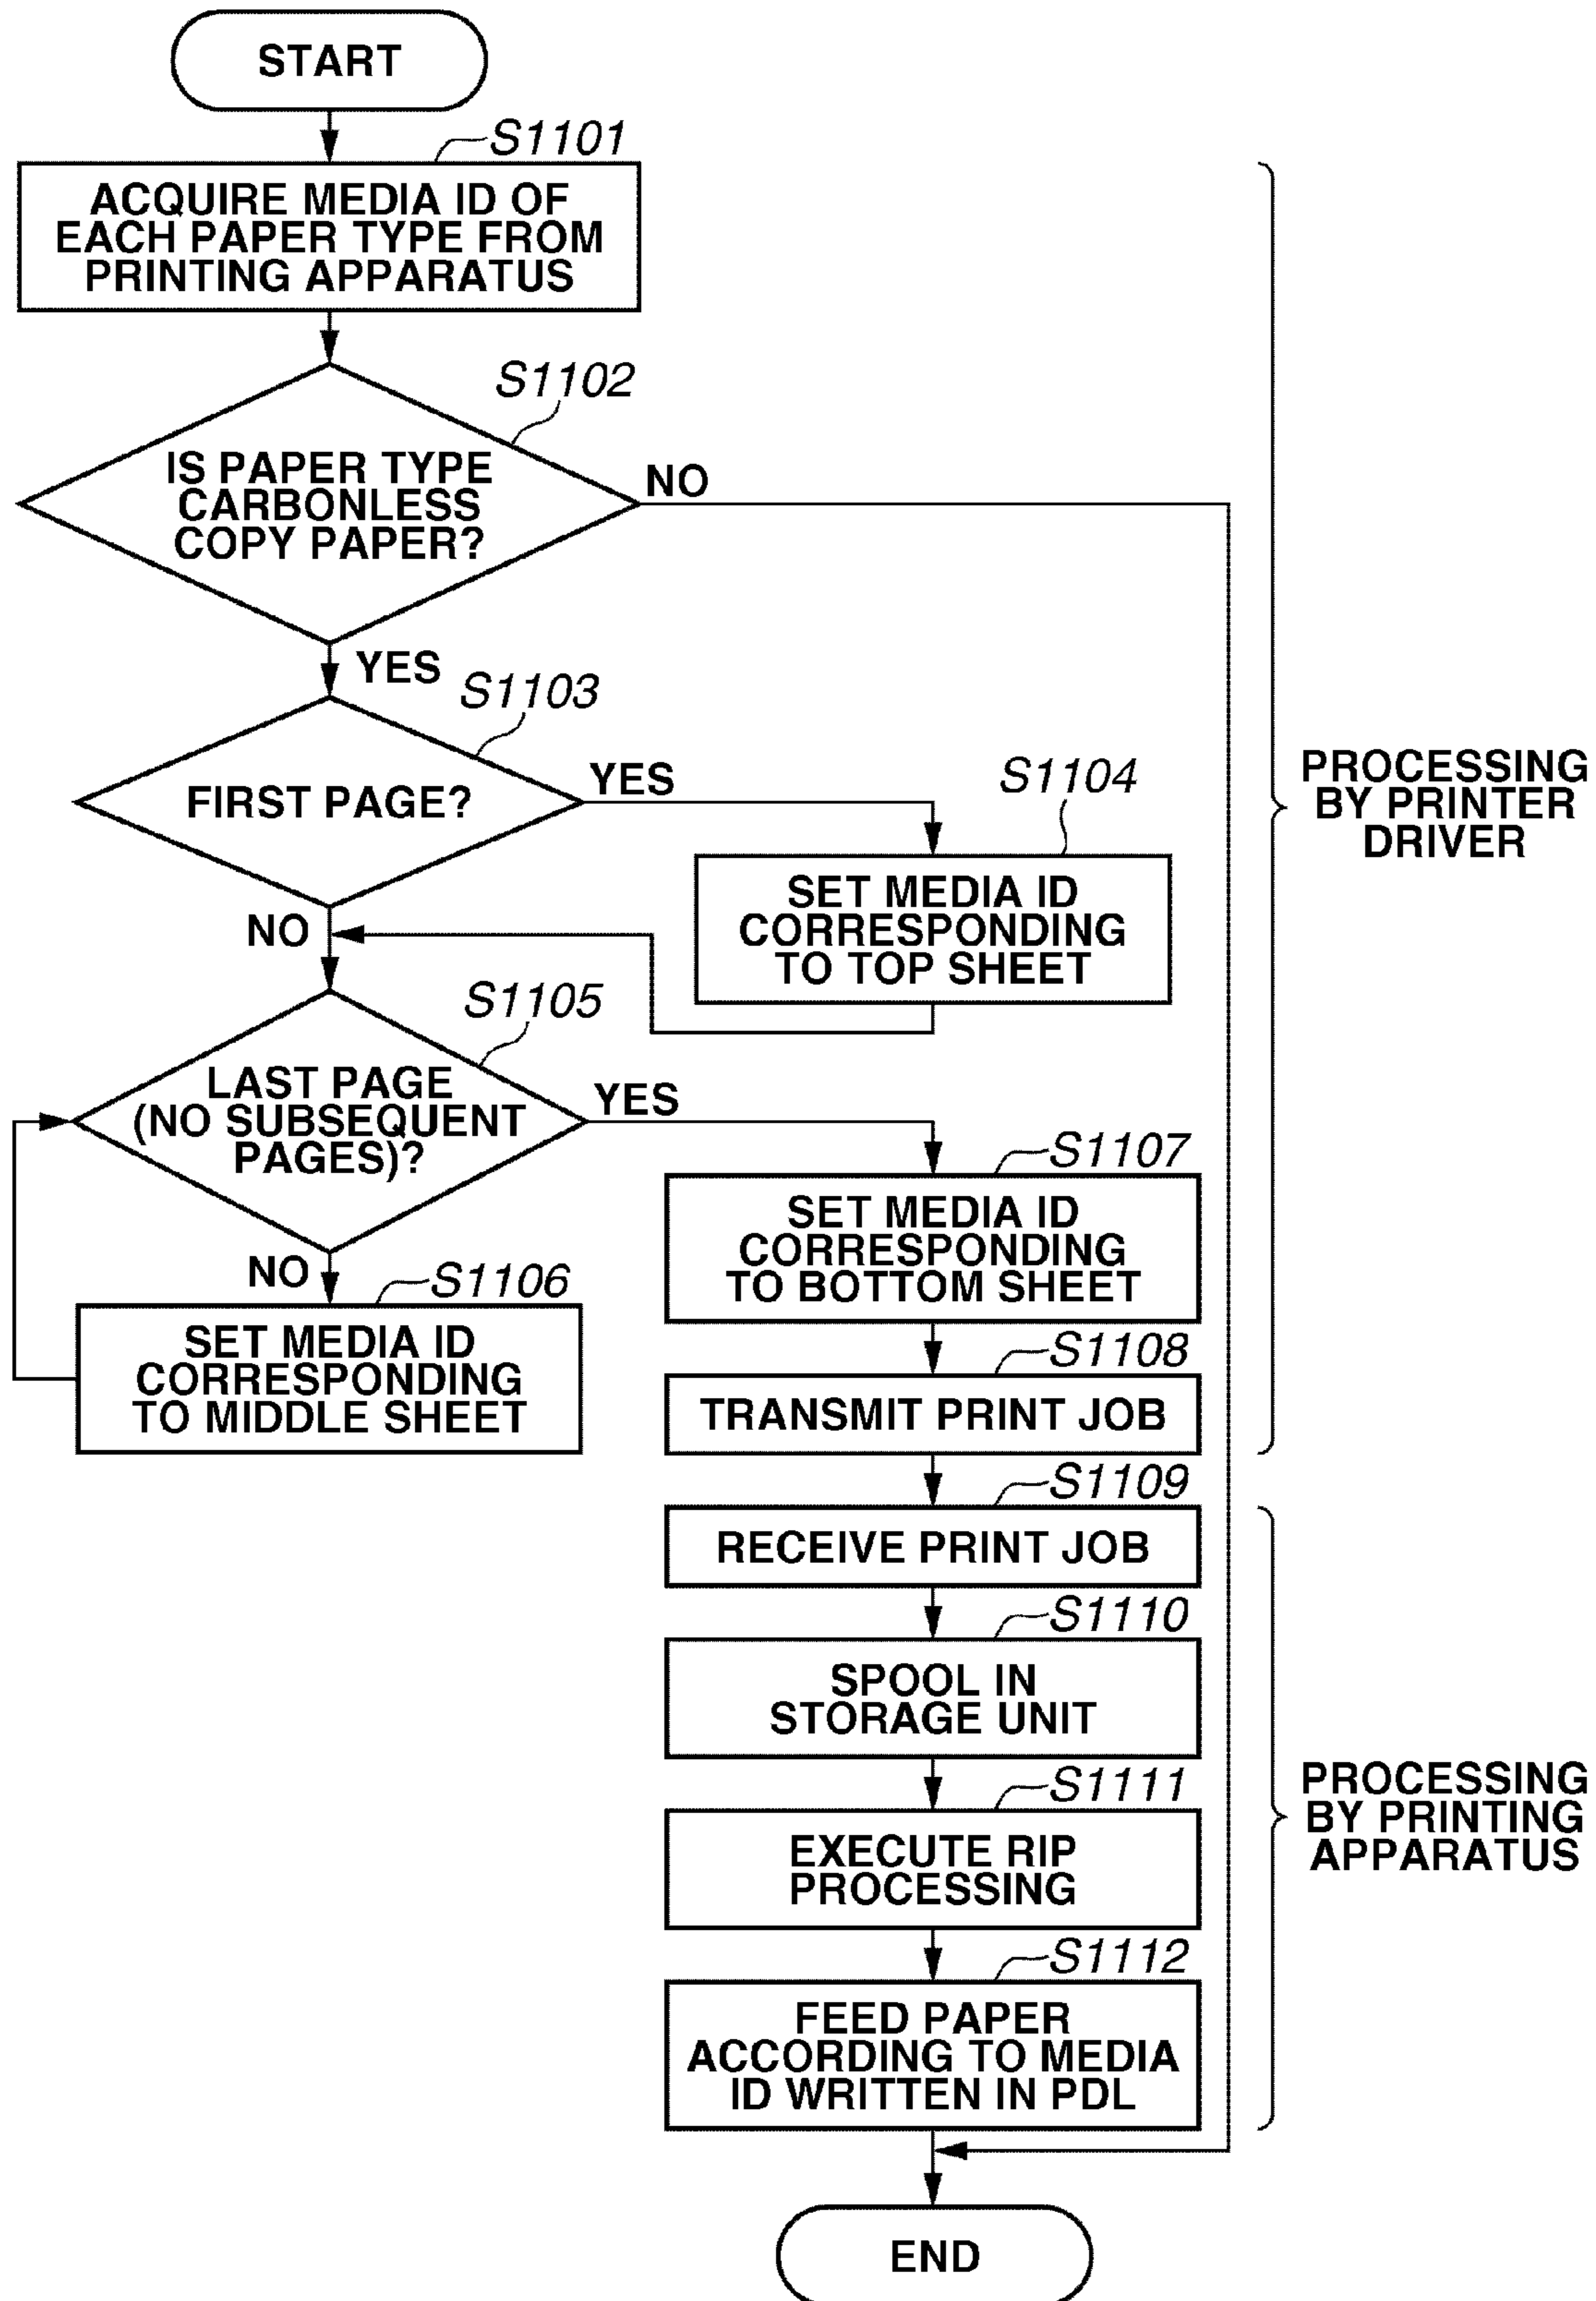 START
S1101
ACQUIRE MEDIA ID OF
EACH PAPER TYPE FROM
PRINTING APPARATUS
S1102
IS PAPER TYPE
CARBONLESS
COPY PAPER?
NO
YES
S1103
FIRST PAGE?
YES
S1104
SET MEDIA ID
CORRESPONDING
TO TOP SHEET
NO
S1105
LAST PAGE
(NO SUBSEQUENT
PAGES)?
YES
NO
S1106
SET MEDIA ID
CORRESPONDING
TO MIDDLE SHEET
S1107
SET MEDIA ID
CORRESPONDING
TO BOTTOM SHEET
S1108
TRANSMIT PRINT JOB
PROCESSING
BY PRINTER
DRIVER
S1109
RECEIVE PRINT JOB
S1110
SPOOL IN
STORAGE UNIT
S1111
EXECUTE RIP
PROCESSING
S1112
FEED PAPER
ACCORDING TO MEDIA
ID WRITTEN IN PDL
PROCESSING
BY PRINTING
APPARATUS
END